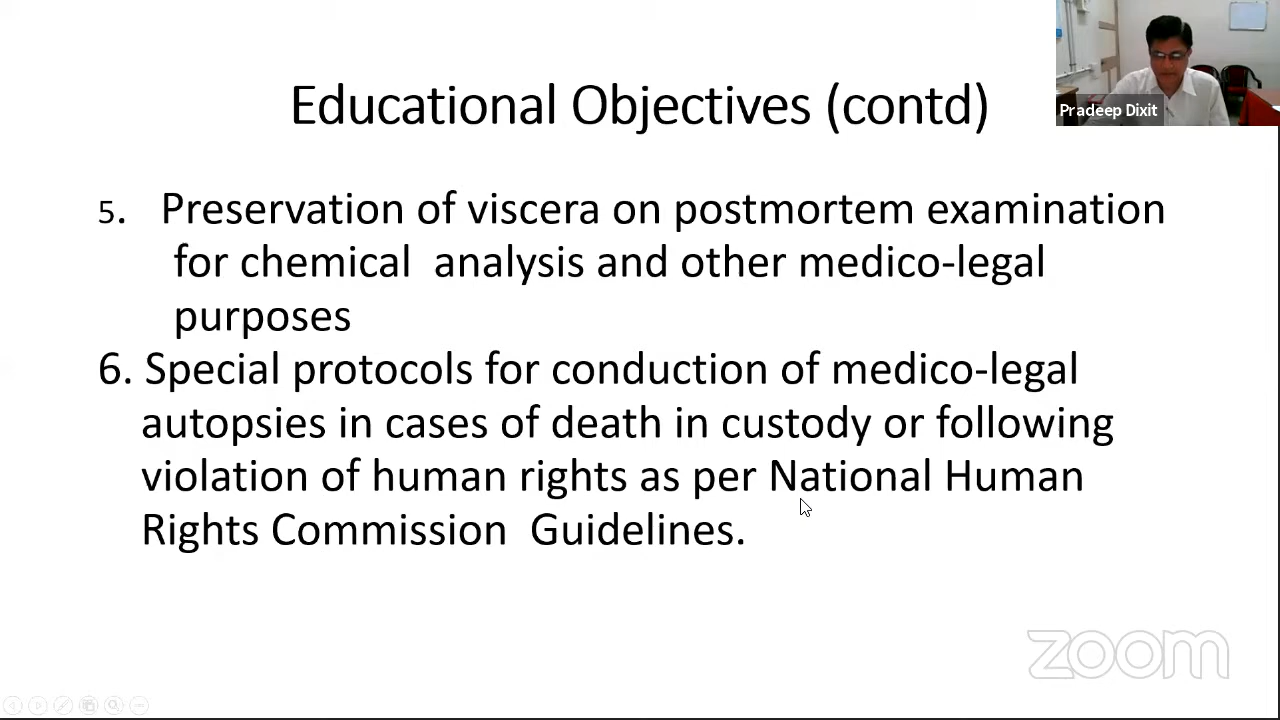 Educational Objectives (contd)
Pradeep Dixit
5. Preservation of viscera on postmortem examination
for chemical analysis and other medico-legal
purposes
6. Special protocols for conduction of medico-legal
autopsies in cases of death in custody or following
violation of human rights as per National Human
Rights Commission Guidelines.
zoom